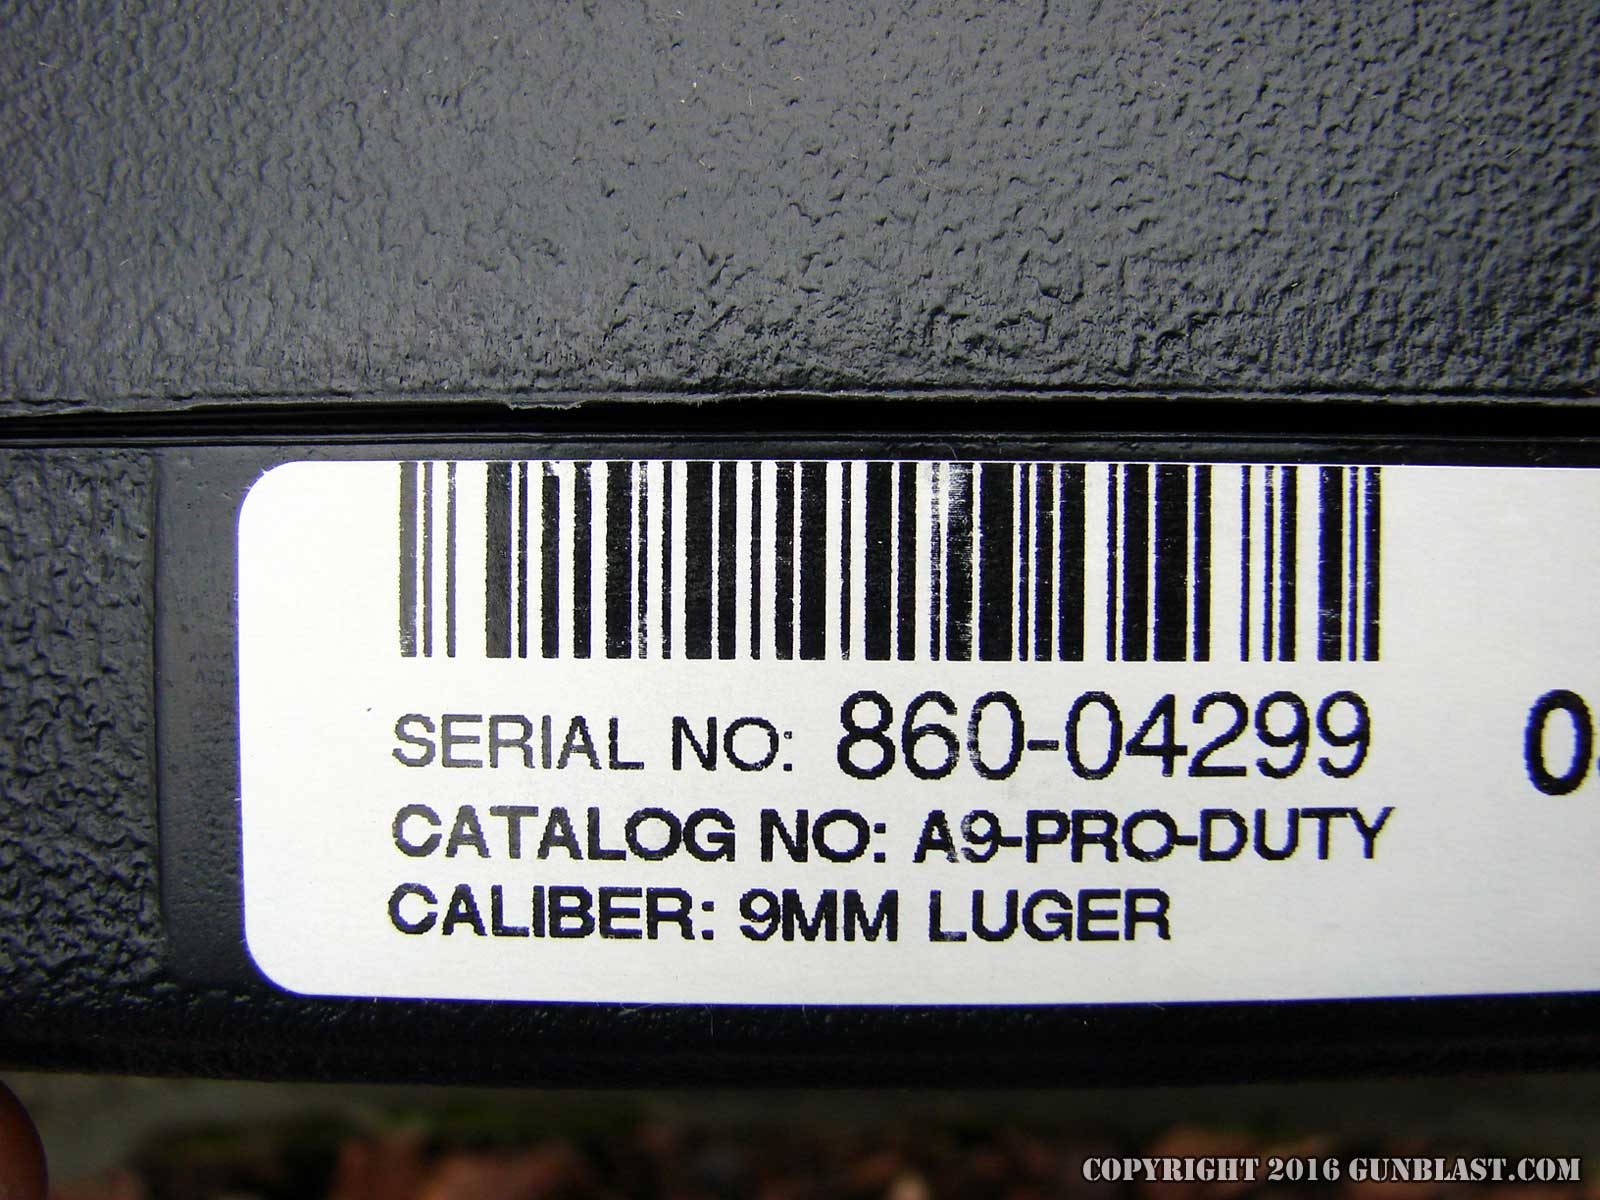 SERIAL NO: 860-04299
CATALOG NO: A9-PRO-DUTY
CALIBER: 9MM LUGER
COPYRIGHT 2016 GUNBLAST.COM